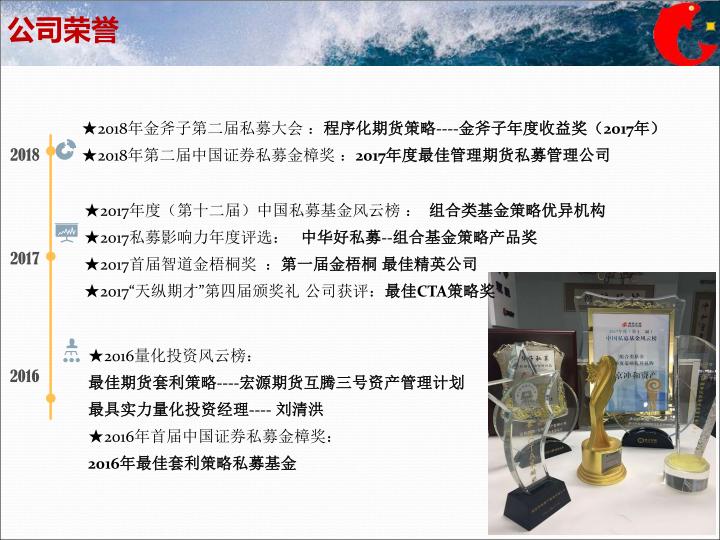 公司荣誉
★2018年金斧子第二届私募大会 ：程序化期货策略----金斧子年度收益奖（2017年）
2018
★2018年第二届中国证券私募金樟奖 ：2017年度最佳管理期货私募管理公司
★2017年度（第十二届）中国私募基金风云榜 ： 组合类基金策略优异机构
★2017私募影响力年度评选： 中华好私募--组合基金策略产品奖
2017
★2017首届智道金梧桐奖 ：第一届金梧桐 最佳精英公司
★2017“天纵期才”第四届颁奖礼 公司获评：最佳CTA策略奖
2016
★2016量化投资风云榜：
最佳期货套利策略----宏源期货互腾三号资产管理计划
最具实力量化投资经理---- 刘清洪
★2016年首届中国证券私募金樟奖：
2016年最佳套利策略私募基金
中国私募基金风云榜